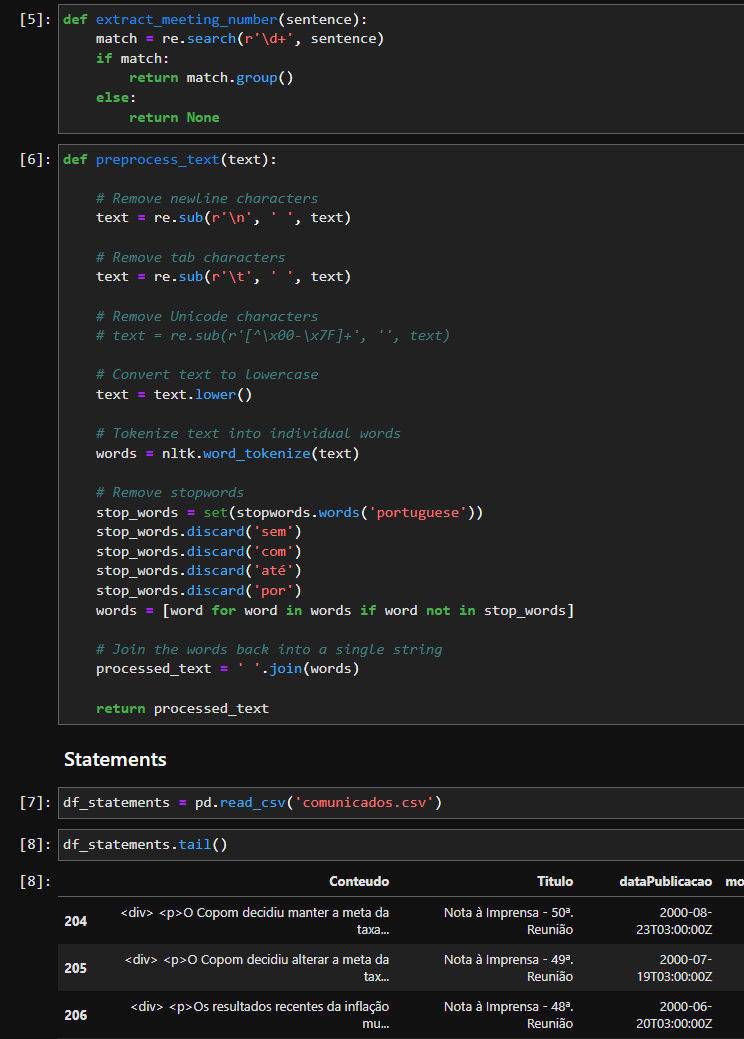 [5]: def extract_meeting_number(sentence):
    match = re.search(r'\d+', sentence)
    if match:
        return match.group()
    else:
        return None
[6]: def preprocess_text(text):
    # Remove newline characters
    text = re.sub(r'\n', ' ', text)
    # Remove tab characters
    text = re.sub(r'\t', ' ', text)
    # Remove Unicode characters
    # text = re.sub(r'[^\x00-\x7F]+', '', text)
    # Convert text to lowercase
    text = text.lower()
    # Tokenize text into individual words
    words = nltk.word_tokenize(text)
    # Remove stopwords
    stop_words = set(stopwords.words('portuguese'))
    stop_words.discard('sem')
    stop_words.discard('com')
    stop_words.discard('até')
    stop_words.discard('por')
    words = [word for word in words if word not in stop_words]
    # Join the words back into a single string
    processed_text = ' '.join(words)
    return processed_text
Statements
[7]: df_statements = pd.read_csv('comunicados.csv')
[8]: df_statements.tail()
[8]: Conteudo Titulo dataPublicacao mo
204 <div> <p>O Copom decidiu manter a meta da Nota à Imprensa - 50ª. 2000-08-
taxa... Reunião 23T03:00:00Z
205 <div> <p>O Copom decidiu alterar a meta da Nota à Imprensa - 49ª. 2000-07-
tax... Reunião 19T03:00:00Z
206 <div> <p>Os resultados recentes da inflação Nota à Imprensa - 48ª. 2000-06-
mu... Reunião 20T03:00:00Z